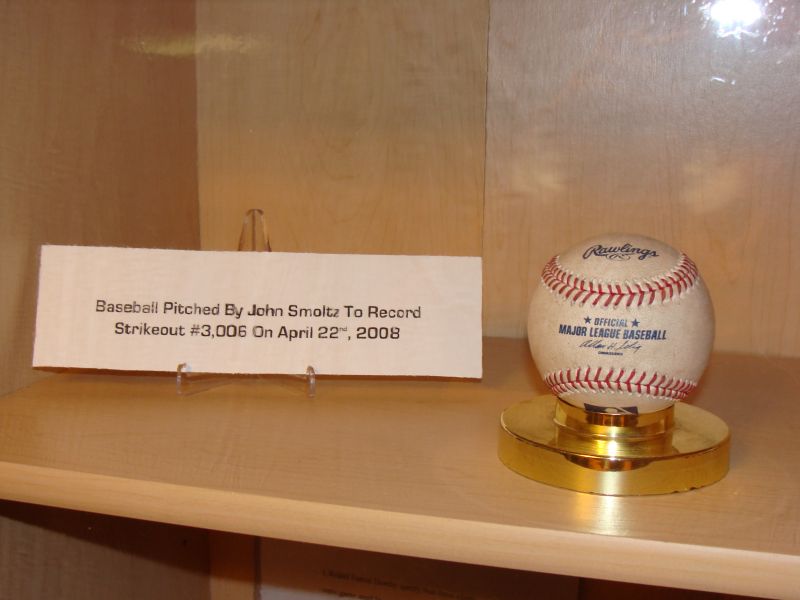 Baseball Pitched By John Smoltz To Record
Strikeout #3,006 On April 22nd, 2008
Rawlings
OFFICIAL
MAJOR LEAGUE BASEBALL
COMMISSIONER